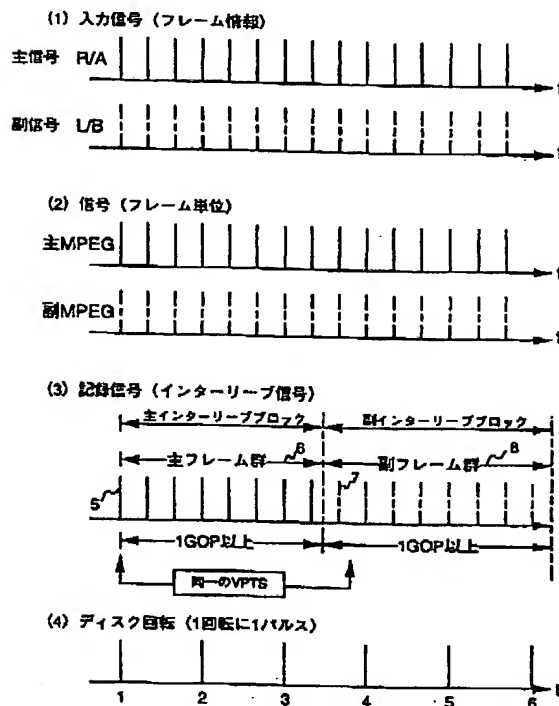 (1) 入力信号 (フレーム情報)
主信号 R/A
t
副信号 L/B
t
(2) 信号 (フレーム単位)
主MPEG
t
副MPEG
t
(3) 記録信号 (インターリーブ信号)
主インターリーブブロック 副インターリーブブロック
主フレーム群 6 副フレーム群 8
5 7
1GOP以上 1GOP以上
同一のVPTS
(4) ディスク回転 (1回転に1パルス)
t
1 2 3 4 5 6